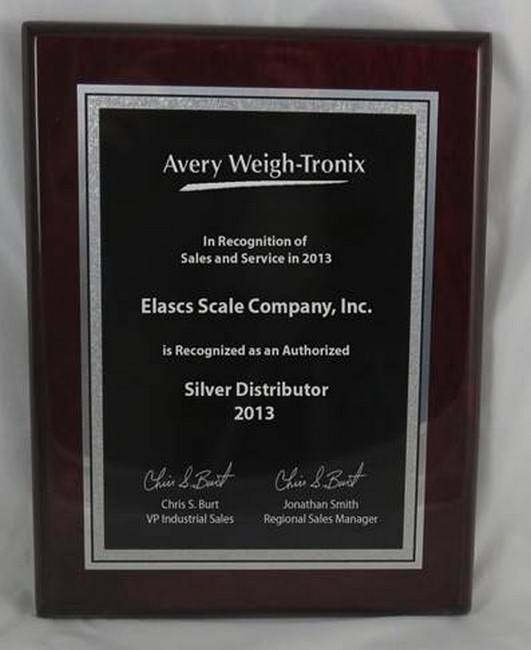 Avery Weigh-Tronix
In Recognition of
Sales and Service in 2013
Elascs Scale Company, Inc.
is Recognized as an Authorized
Silver Distributor
2013
Chris S. Burt Chris S. Burt
Chris S. Burt Jonathan Smith
VP Industrial Sales Regional Sales Manager